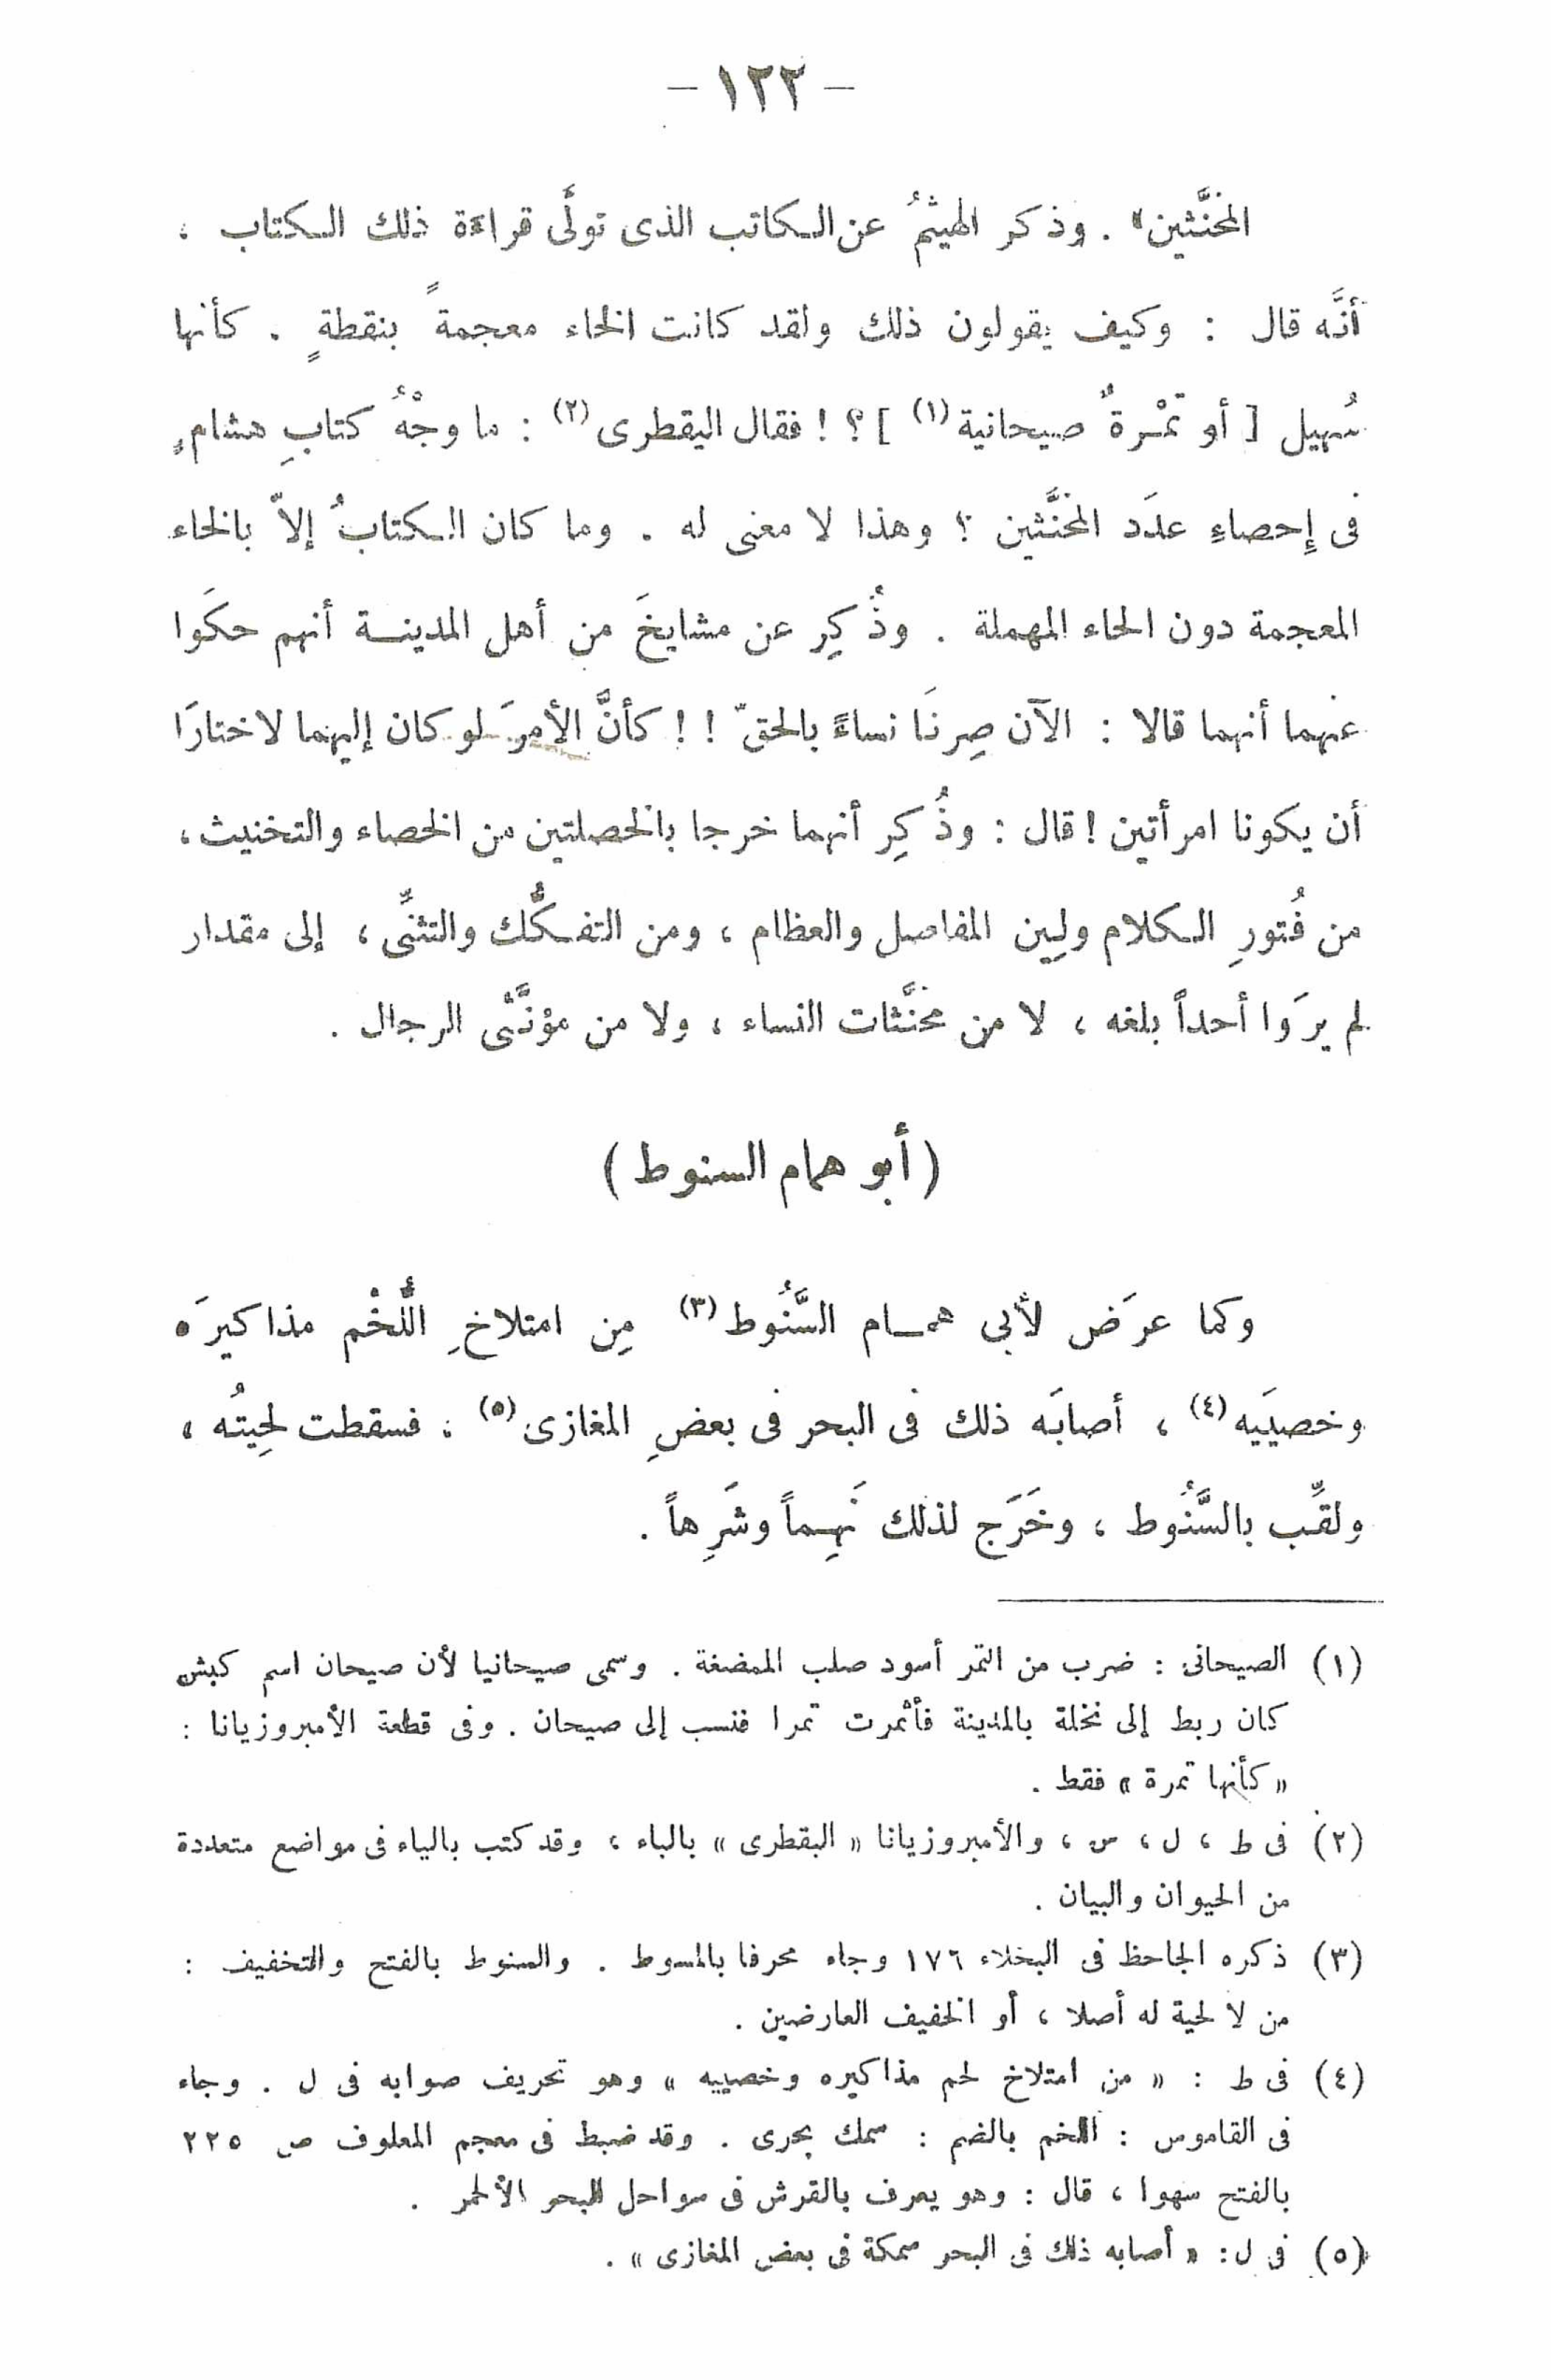 – ١٢٢ –
المخنَّثين» . وذكر الهيثمُ عن الكاتب الذى تولَّى قراءة ذلك الكتاب ،
أنَّه قال : وكيف يقولون ذلك ولقد كانت الخاء معجمةً بنقطةٍ . كأنها
سُهيل [ أو تَمْرةٌ صيحانية (١) ] ؟ ! فقال اليقطرى (٢) : ما وجْهُ كتابِ هشامٍ
فى إحصاءِ عدَد المخنَّثين ؟ وهذا لا معنى له . وما كان الكتابُ إلاّ بالخاء
المعجمة دون الحاء المهملة . وذُكِر عن مشايخَ من أهل المدينة أنهم حكَوا
عنهما أنهما قالا : الآن صِرنَا نساءً بالحقّ ! ! كأنَّ الأمرَ لو كان إليهما لاختارَا
أن يكونا امرأتين ! قال : وذُكِر أنهما خرجا بالخصلتين من الخصاء والتخنيث ،
من فُتورِ الكلام ولِين المفاصل والعظام ، ومن التفكُّك والتثنِّى ، إلى مقدار
لم يرَوا أحداً بلغه ، لا من مخنَّثات النساء ، ولا من مؤنَّثى الرجال .
( أبو همام السنوط )
وكما عرَض لأبى همام السَّنُوط (٣) مِن امتلاخِ اللُّخْم مذاكيرَه
وخصييَه (٤) ، أصابَه ذلك فى البحر فى بعضِ المغازى (٥) ، فسقطت لحِيتُه ،
ولقِّب بالسَّنُوط ، وخَرَج لذلك نَهِماً وشَرِهاً .
(١) الصيحانى : ضرب من التمر أسود صلب الممضغة . وسمى صيحانيا لأن صيحان اسم كبش
كان ربط إلى نخلة بالمدينة فأثمرت تمرا فنسب إلى صيحان . وفى قطعة الأمبروزيانا :
« كأنها تمرة » فقط .
(٢) فى ط ، ل ، س ، والأمبروزيانا « البقطرى » بالباء ، وقد كتب بالياء فى مواضع متعددة
من الحيوان والبيان .
(٣) ذكره الجاحظ فى البخلاء ١٧٦ وجاء محرفا بالسوط . والسنوط بالفتح والتخفيف :
من لا لحية له أصلا ، أو الخفيف العارضين .
(٤) فى ط : « من امتلاخ لحم مذاكيره وخصييه » وهو تحريف صوابه فى ل . وجاء
فى القاموس : اللخم بالضم : سمك بحرى . وقد ضبط فى معجم المعلوف ص ٢٢٥
بالفتح سهوا ، قال : وهو يعرف بالقرش فى سواحل البحر الأحمر .
(٥) فى ل : « أصابه ذلك فى البحر سمكة فى بعض المغازى » .